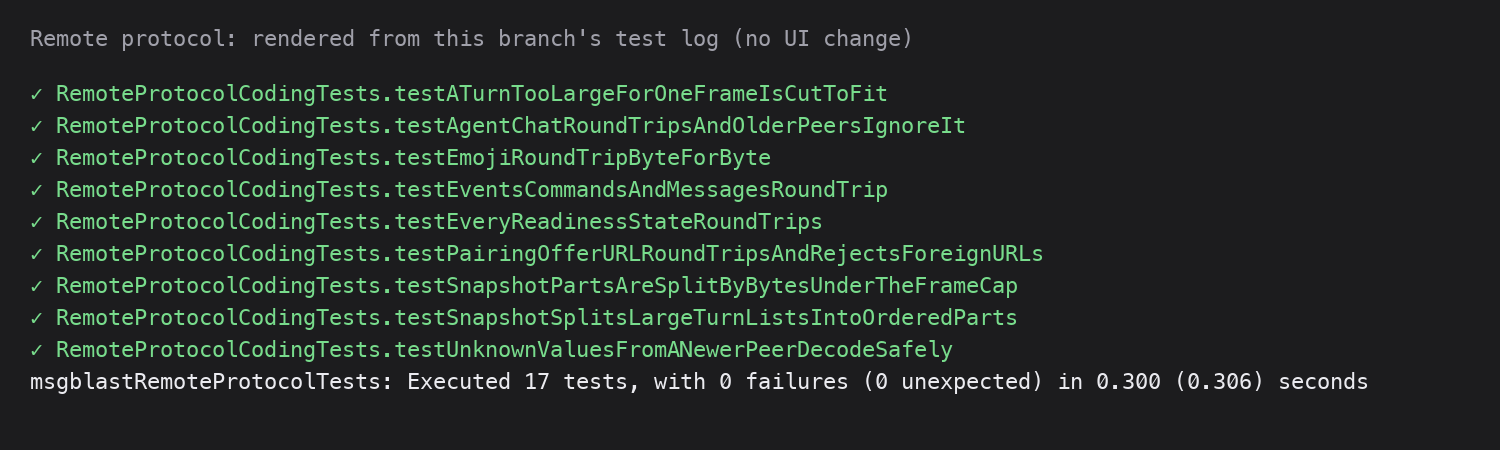 Remote protocol: rendered from this branch's test log (no UI change)
✓ RemoteProtocolCodingTests.testATurnTooLargeForOneFrameIsCutToFit
✓ RemoteProtocolCodingTests.testAgentChatRoundTripsAndOlderPeersIgnoreIt
✓ RemoteProtocolCodingTests.testEmojiRoundTripByteForByte
✓ RemoteProtocolCodingTests.testEventsCommandsAndMessagesRoundTrip
✓ RemoteProtocolCodingTests.testEveryReadinessStateRoundTrips
✓ RemoteProtocolCodingTests.testPairingOfferURLRoundTripsAndRejectsForeignURLs
✓ RemoteProtocolCodingTests.testSnapshotPartsAreSplitByBytesUnderTheFrameCap
✓ RemoteProtocolCodingTests.testSnapshotSplitsLargeTurnListsIntoOrderedParts
✓ RemoteProtocolCodingTests.testUnknownValuesFromANewerPeerDecodeSafely
msgblastRemoteProtocolTests: Executed 17 tests, with 0 failures (0 unexpected) in 0.300 (0.306) seconds